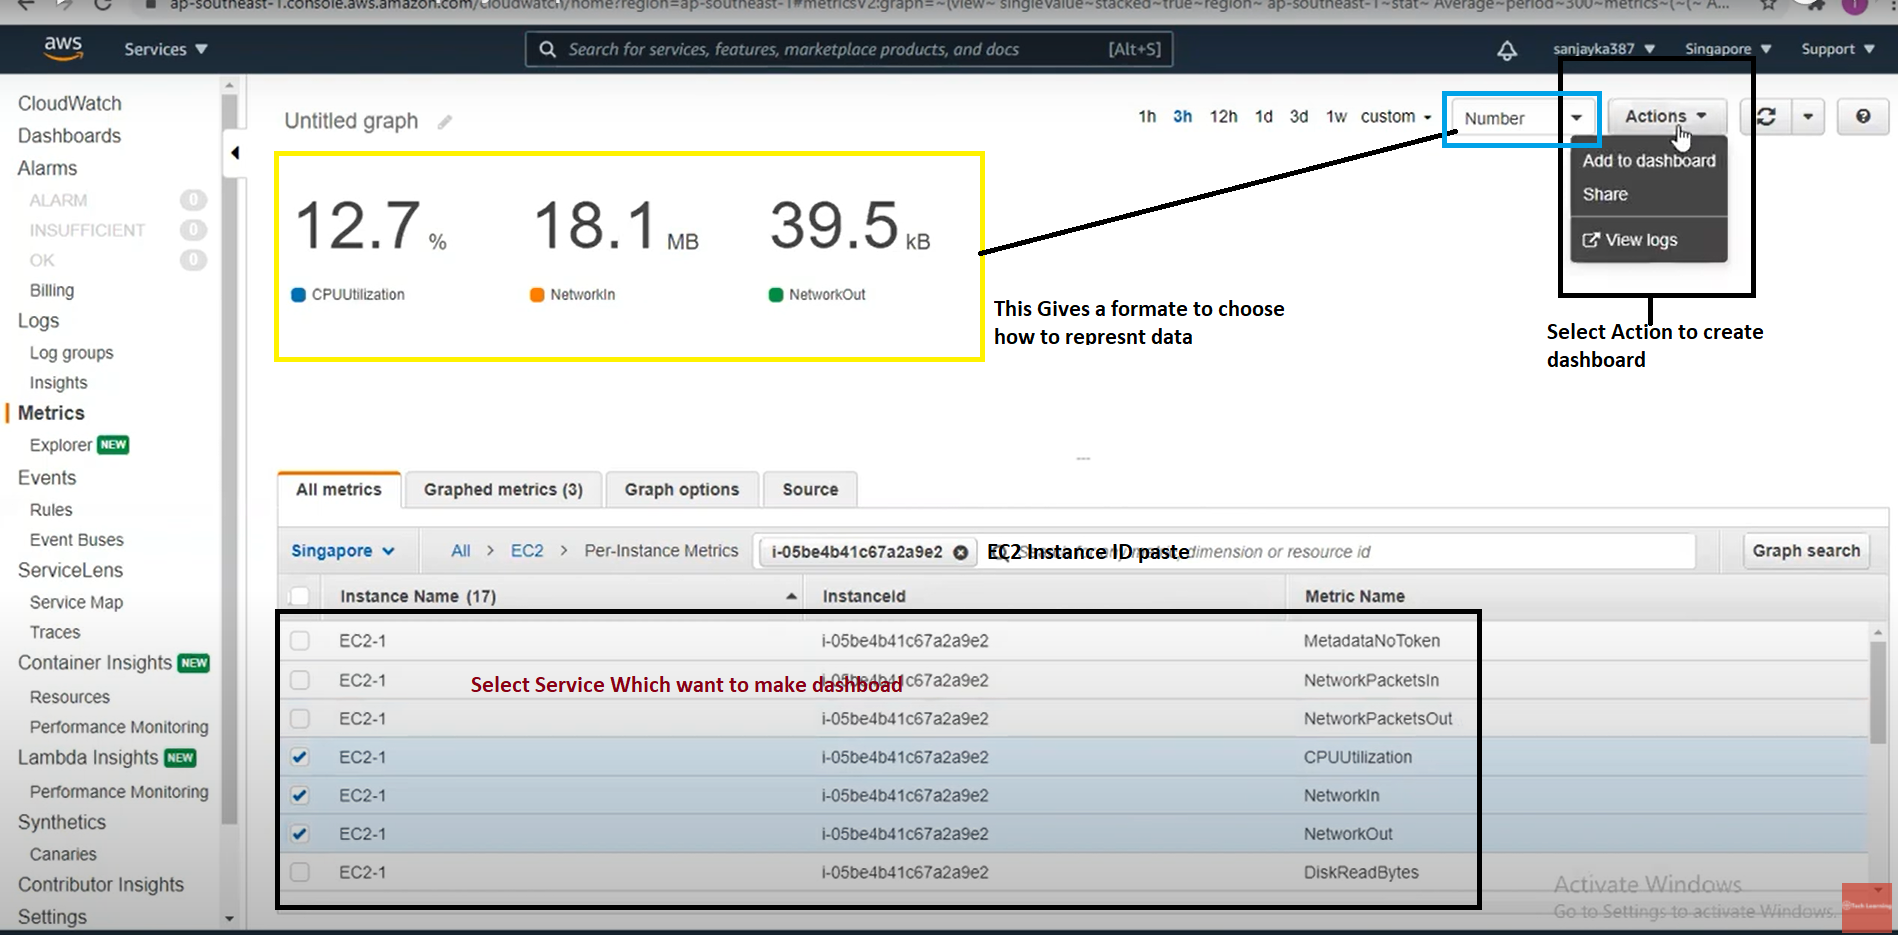 ap-southeast-1.console.aws.amazon.com/cloudwatch/home?region=ap-southeast-1#metricsV2:graph=~(view~'singleValue~stacked~true~region~'ap-southeast-1~stat~'Average~period~300~metrics~(~(~'A...
aws
Services
Search for services, features, marketplace products, and docs
[Alt+S]
sanjayka387
Singapore
Support
CloudWatch
Dashboards
Alarms
ALARM 0
INSUFFICIENT 0
OK 0
Billing
Logs
Log groups
Insights
Metrics
Explorer NEW
Events
Rules
Event Buses
ServiceLens
Service Map
Traces
Container Insights NEW
Resources
Performance Monitoring
Lambda Insights NEW
Performance Monitoring
Synthetics
Canaries
Contributor Insights
Settings
Untitled graph
1h 3h 12h 1d 3d 1w custom
Number
Actions
Add to dashboard
Share
View logs
12.7 %
CPUUtilization
18.1 MB
NetworkIn
39.5 kB
NetworkOut
This Gives a formate to choose
how to represnt data
Select Action to create
dashboard
All metrics
Graphed metrics (3)
Graph options
Source
Singapore
All > EC2 > Per-Instance Metrics
i-05be4b41c67a2a9e2
EC2 Instance ID paste
dimension or resource id
Graph search
Instance Name (17) InstanceId Metric Name
EC2-1 i-05be4b41c67a2a9e2 MetadataNoToken
EC2-1 i-05be4b41c67a2a9e2 NetworkPacketsIn
Select Service Which want to make dashboad
EC2-1 i-05be4b41c67a2a9e2 NetworkPacketsOut
EC2-1 i-05be4b41c67a2a9e2 CPUUtilization
EC2-1 i-05be4b41c67a2a9e2 NetworkIn
EC2-1 i-05be4b41c67a2a9e2 NetworkOut
EC2-1 i-05be4b41c67a2a9e2 DiskReadBytes
Activate Windows
Go to Settings to activate Windows.
Tech Learning